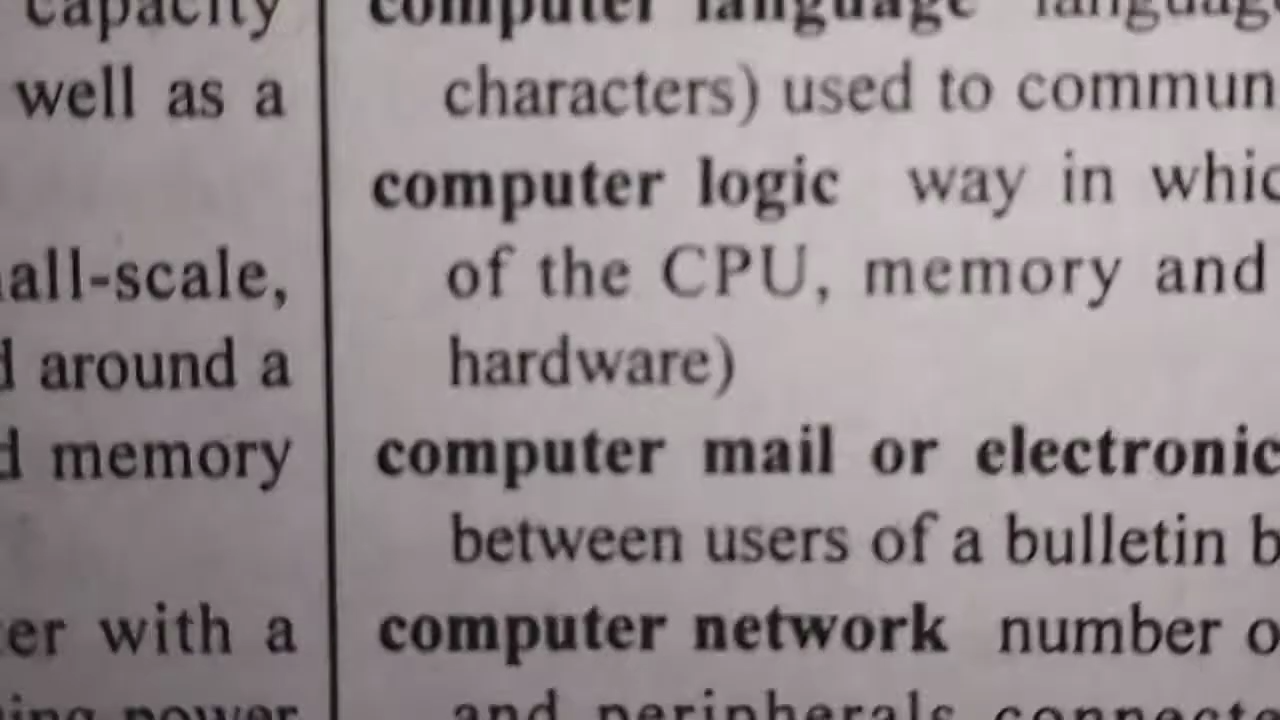 capacity
well as a
all-scale,
around a
memory
with a
power
computer language language
characters) used to commun
computer logic way in whic
of the CPU, memory and
hardware)
computer mail or electronic
between users of a bulletin b
computer network number o
and peripherals connecte